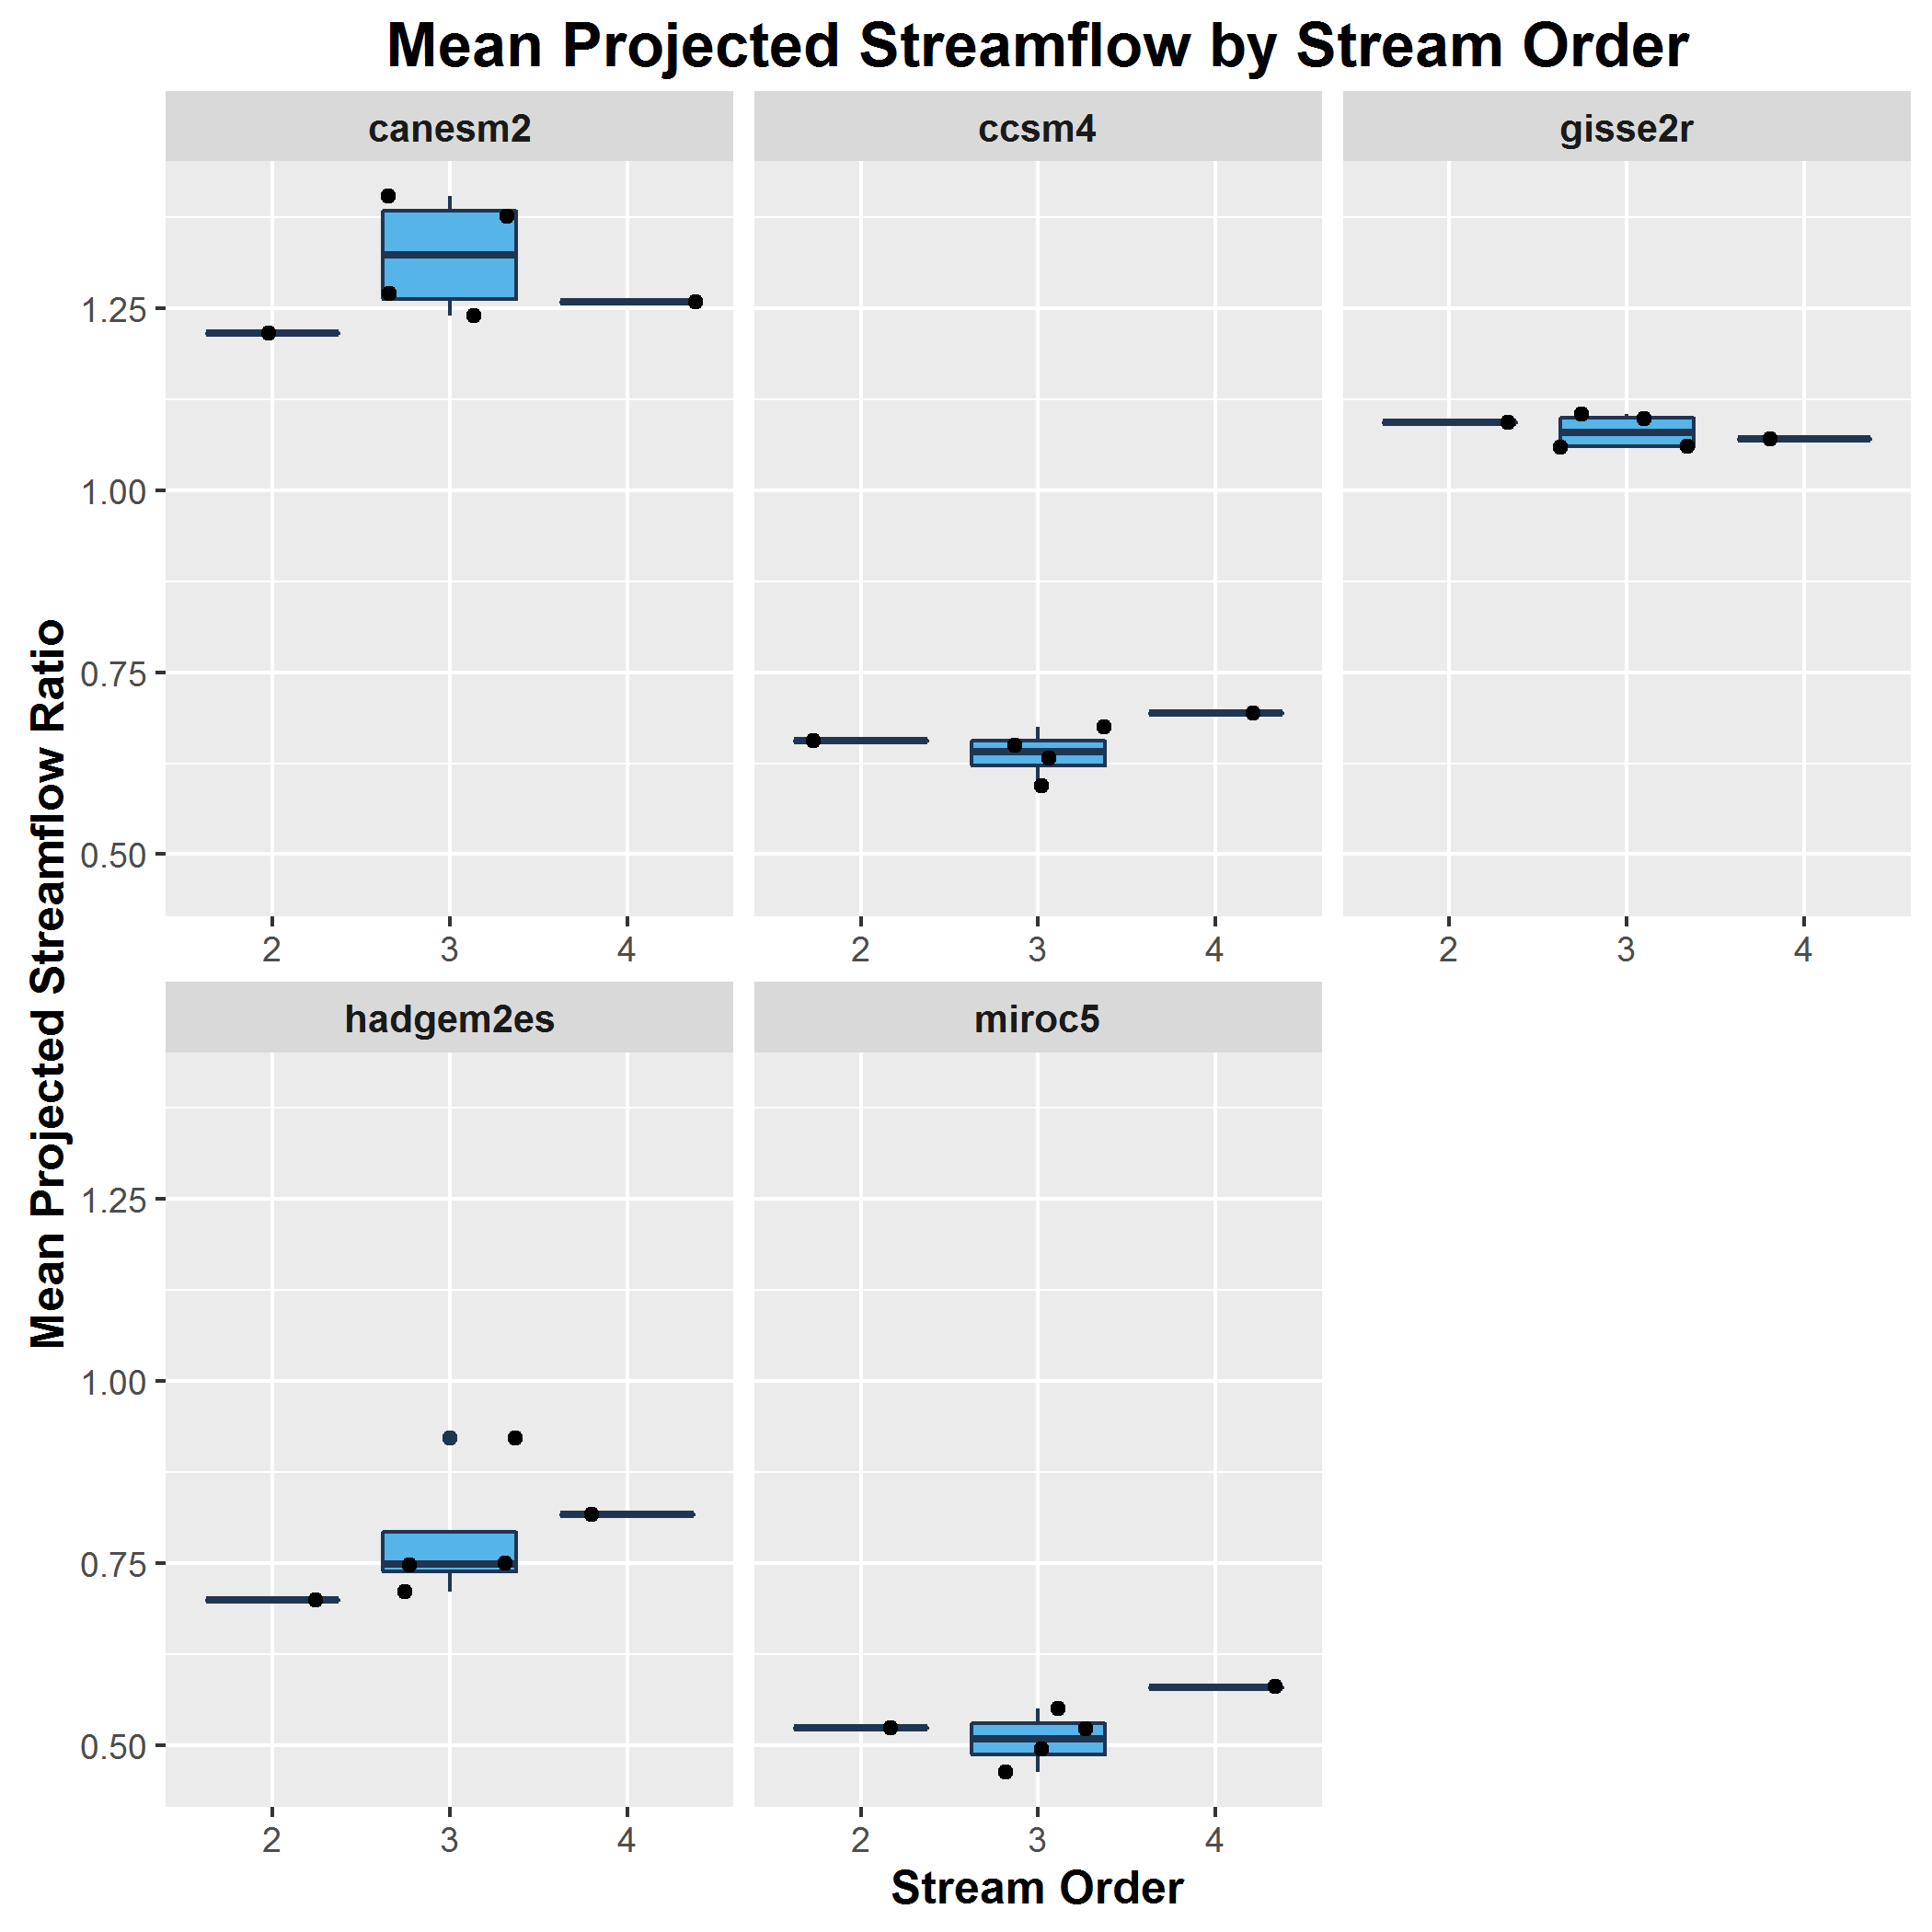 Mean Projected Streamflow by Stream Order
canesm2 ccsm4 gisse2r
Mean Projected Streamflow Ratio
1.25
1.00
0.75
0.50
2 3 4 2 3 4 2 3 4
hadgem2es miroc5
1.25
1.00
0.75
0.50
2 3 4 2 3 4
Stream Order